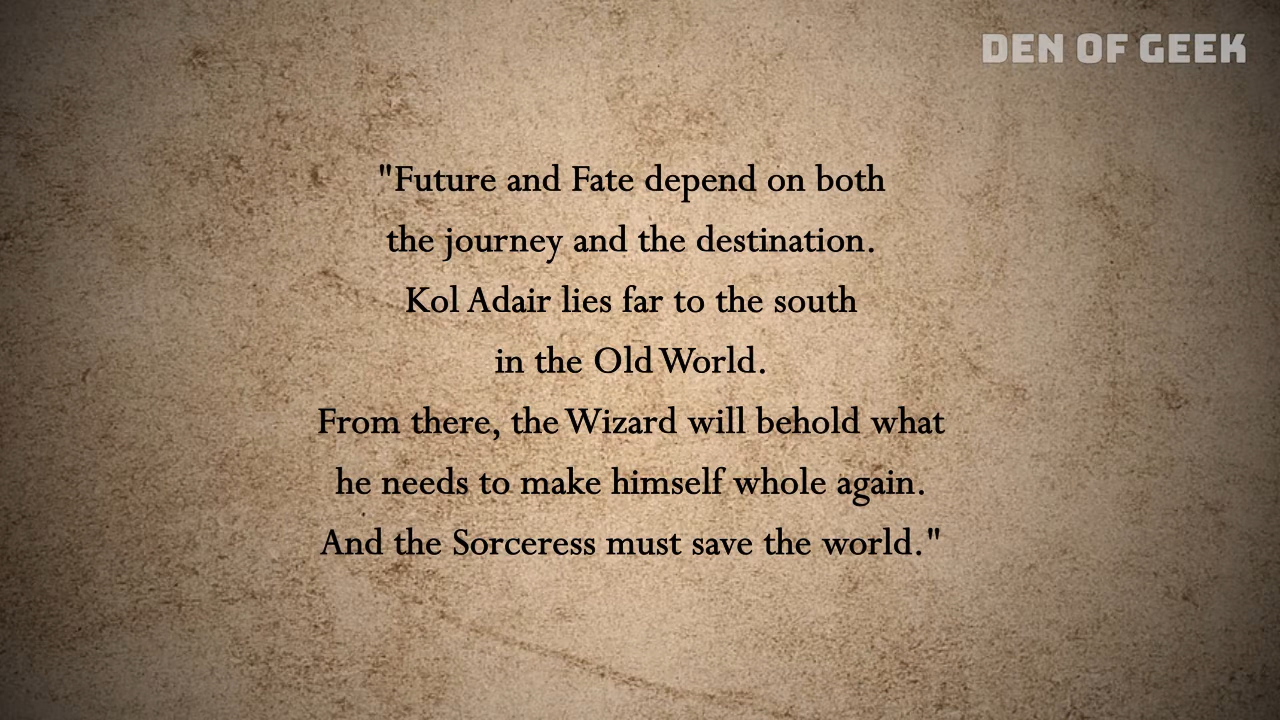 DEN OF GEEK
"Future and Fate depend on both
the journey and the destination.
Kol Adair lies far to the south
in the Old World.
From there, the Wizard will behold what
he needs to make himself whole again.
And the Sorceress must save the world."